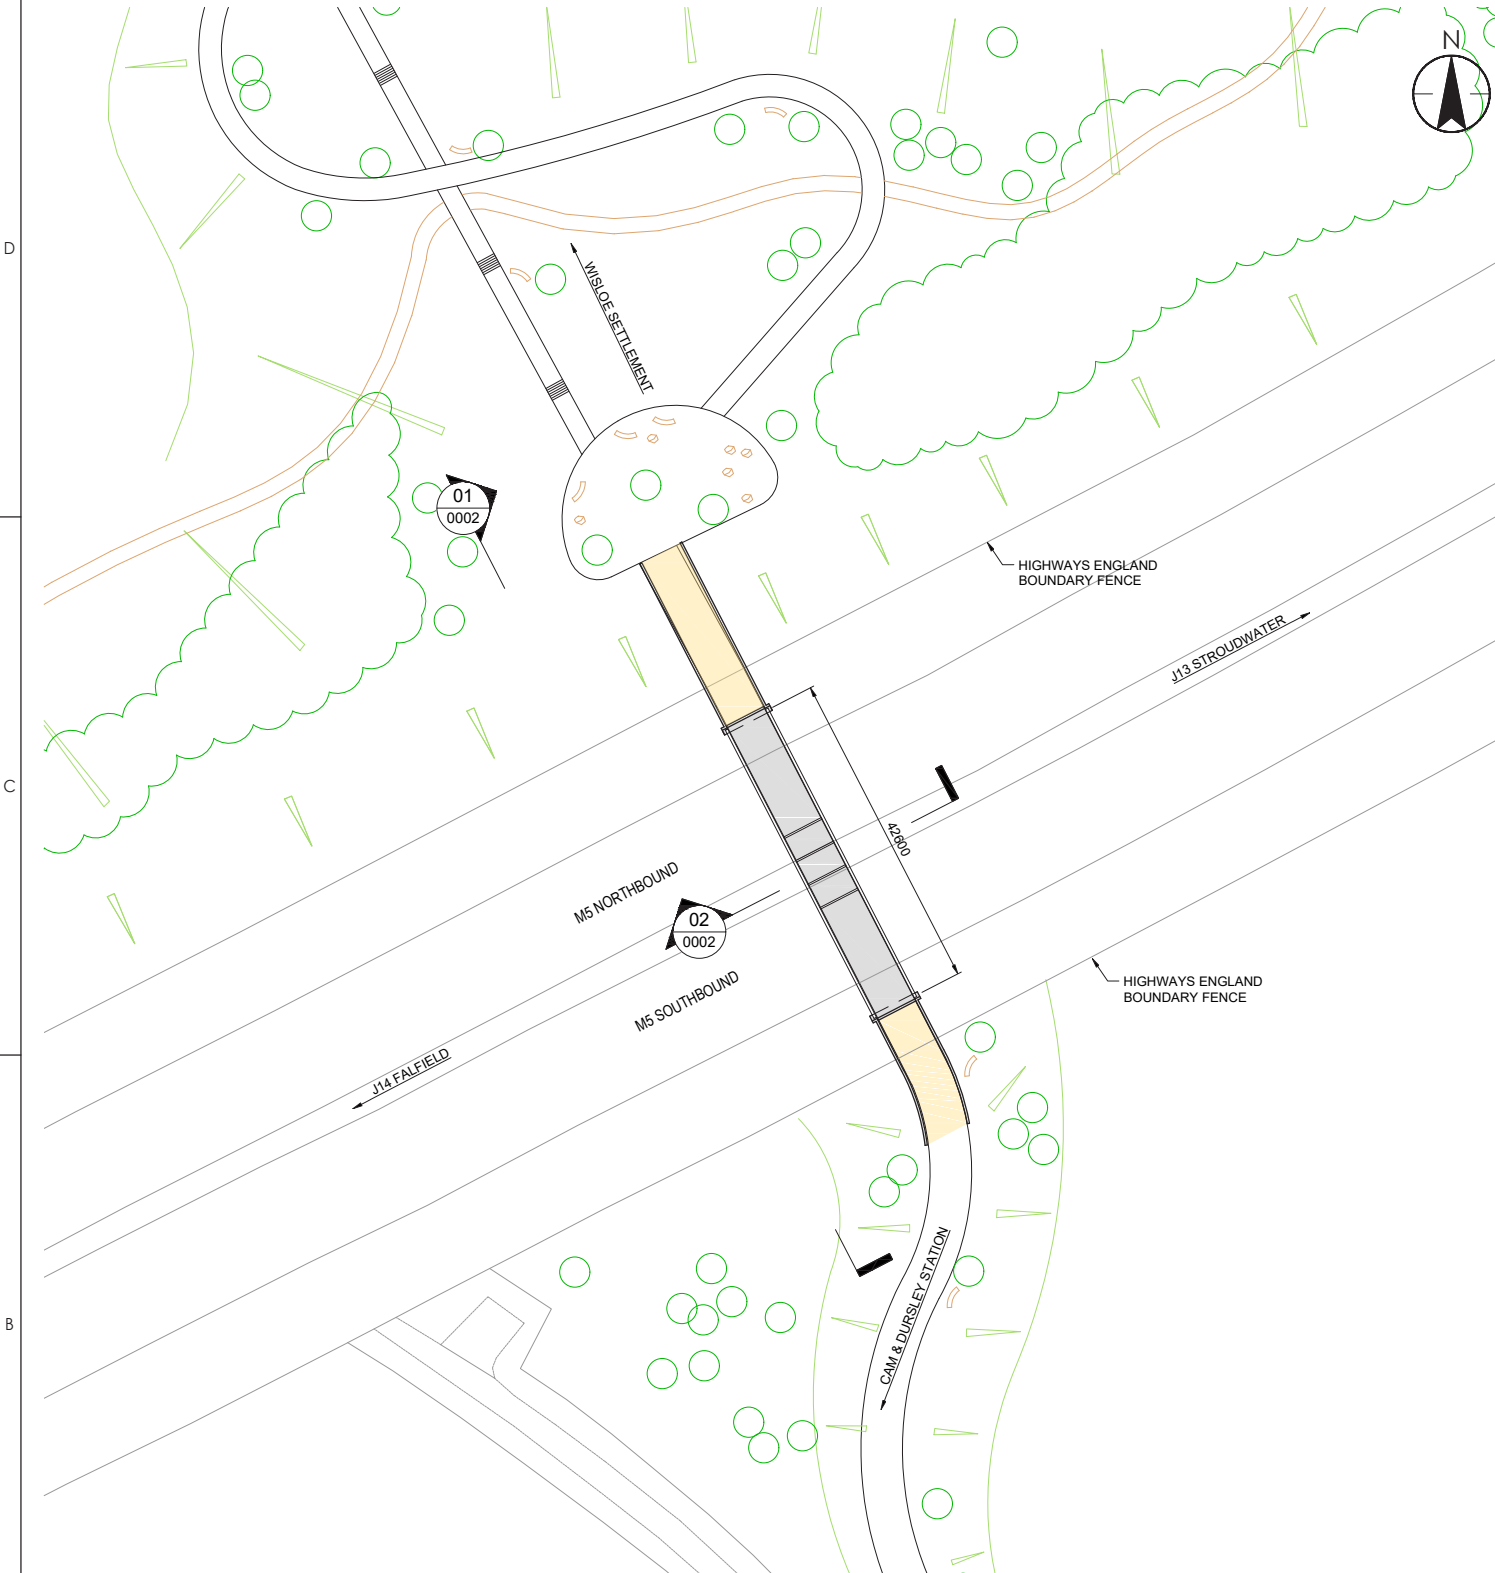 N
D
WISLOE SETTLEMENT
01
0002
HIGHWAYS ENGLAND
BOUNDARY FENCE
J13 STROUDWATER
C
42600
M5 NORTHBOUND
02
0002
M5 SOUTHBOUND
HIGHWAYS ENGLAND
BOUNDARY FENCE
J14 FALFIELD
CAM & DURSLEY STATION
B